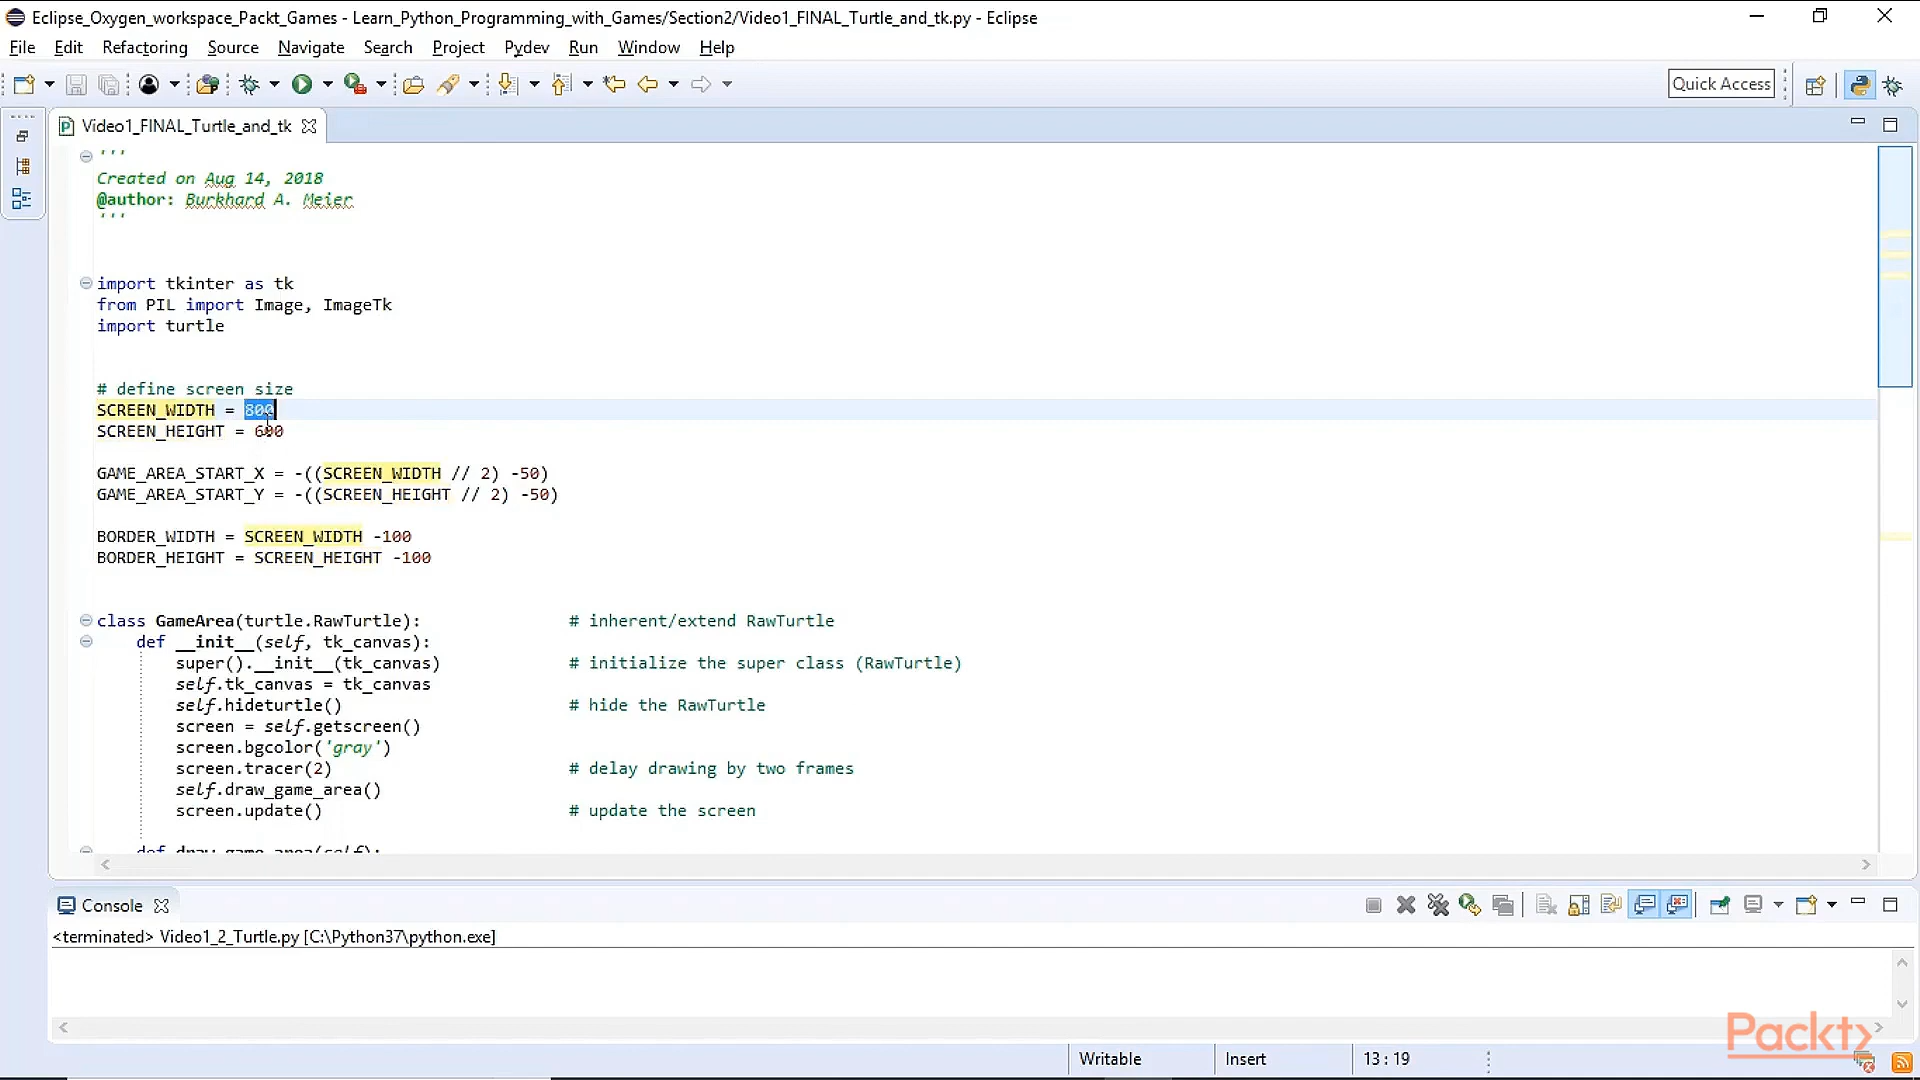 Eclipse_Oxygen_workspace_Packt_Games - Learn_Python_Programming_with_Games/Section2/Video1_FINAL_Turtle_and_tk.py - Eclipse
File Edit Refactoring Source Navigate Search Project Pydev Run Window Help
Quick Access
Video1_FINAL_Turtle_and_tk
'''
Created on Aug 14, 2018
@author: Burkhard A. Meier
'''
import tkinter as tk
from PIL import Image, ImageTk
import turtle
# define screen size
SCREEN_WIDTH = 800
SCREEN_HEIGHT = 600
GAME_AREA_START_X = -((SCREEN_WIDTH // 2) -50)
GAME_AREA_START_Y = -((SCREEN_HEIGHT // 2) -50)
BORDER_WIDTH = SCREEN_WIDTH -100
BORDER_HEIGHT = SCREEN_HEIGHT -100
class GameArea(turtle.RawTurtle): # inherent/extend RawTurtle
def __init__(self, tk_canvas):
super().__init__(tk_canvas) # initialize the super class (RawTurtle)
self.tk_canvas = tk_canvas
self.hideturtle() # hide the RawTurtle
screen = self.getscreen()
screen.bgcolor('gray')
screen.tracer(2) # delay drawing by two frames
self.draw_game_area()
screen.update() # update the screen
def draw_game_area(self):
Console
<terminated> Video1_2_Turtle.py [C:\Python37\python.exe]
Packt
Writable Insert 13 : 19